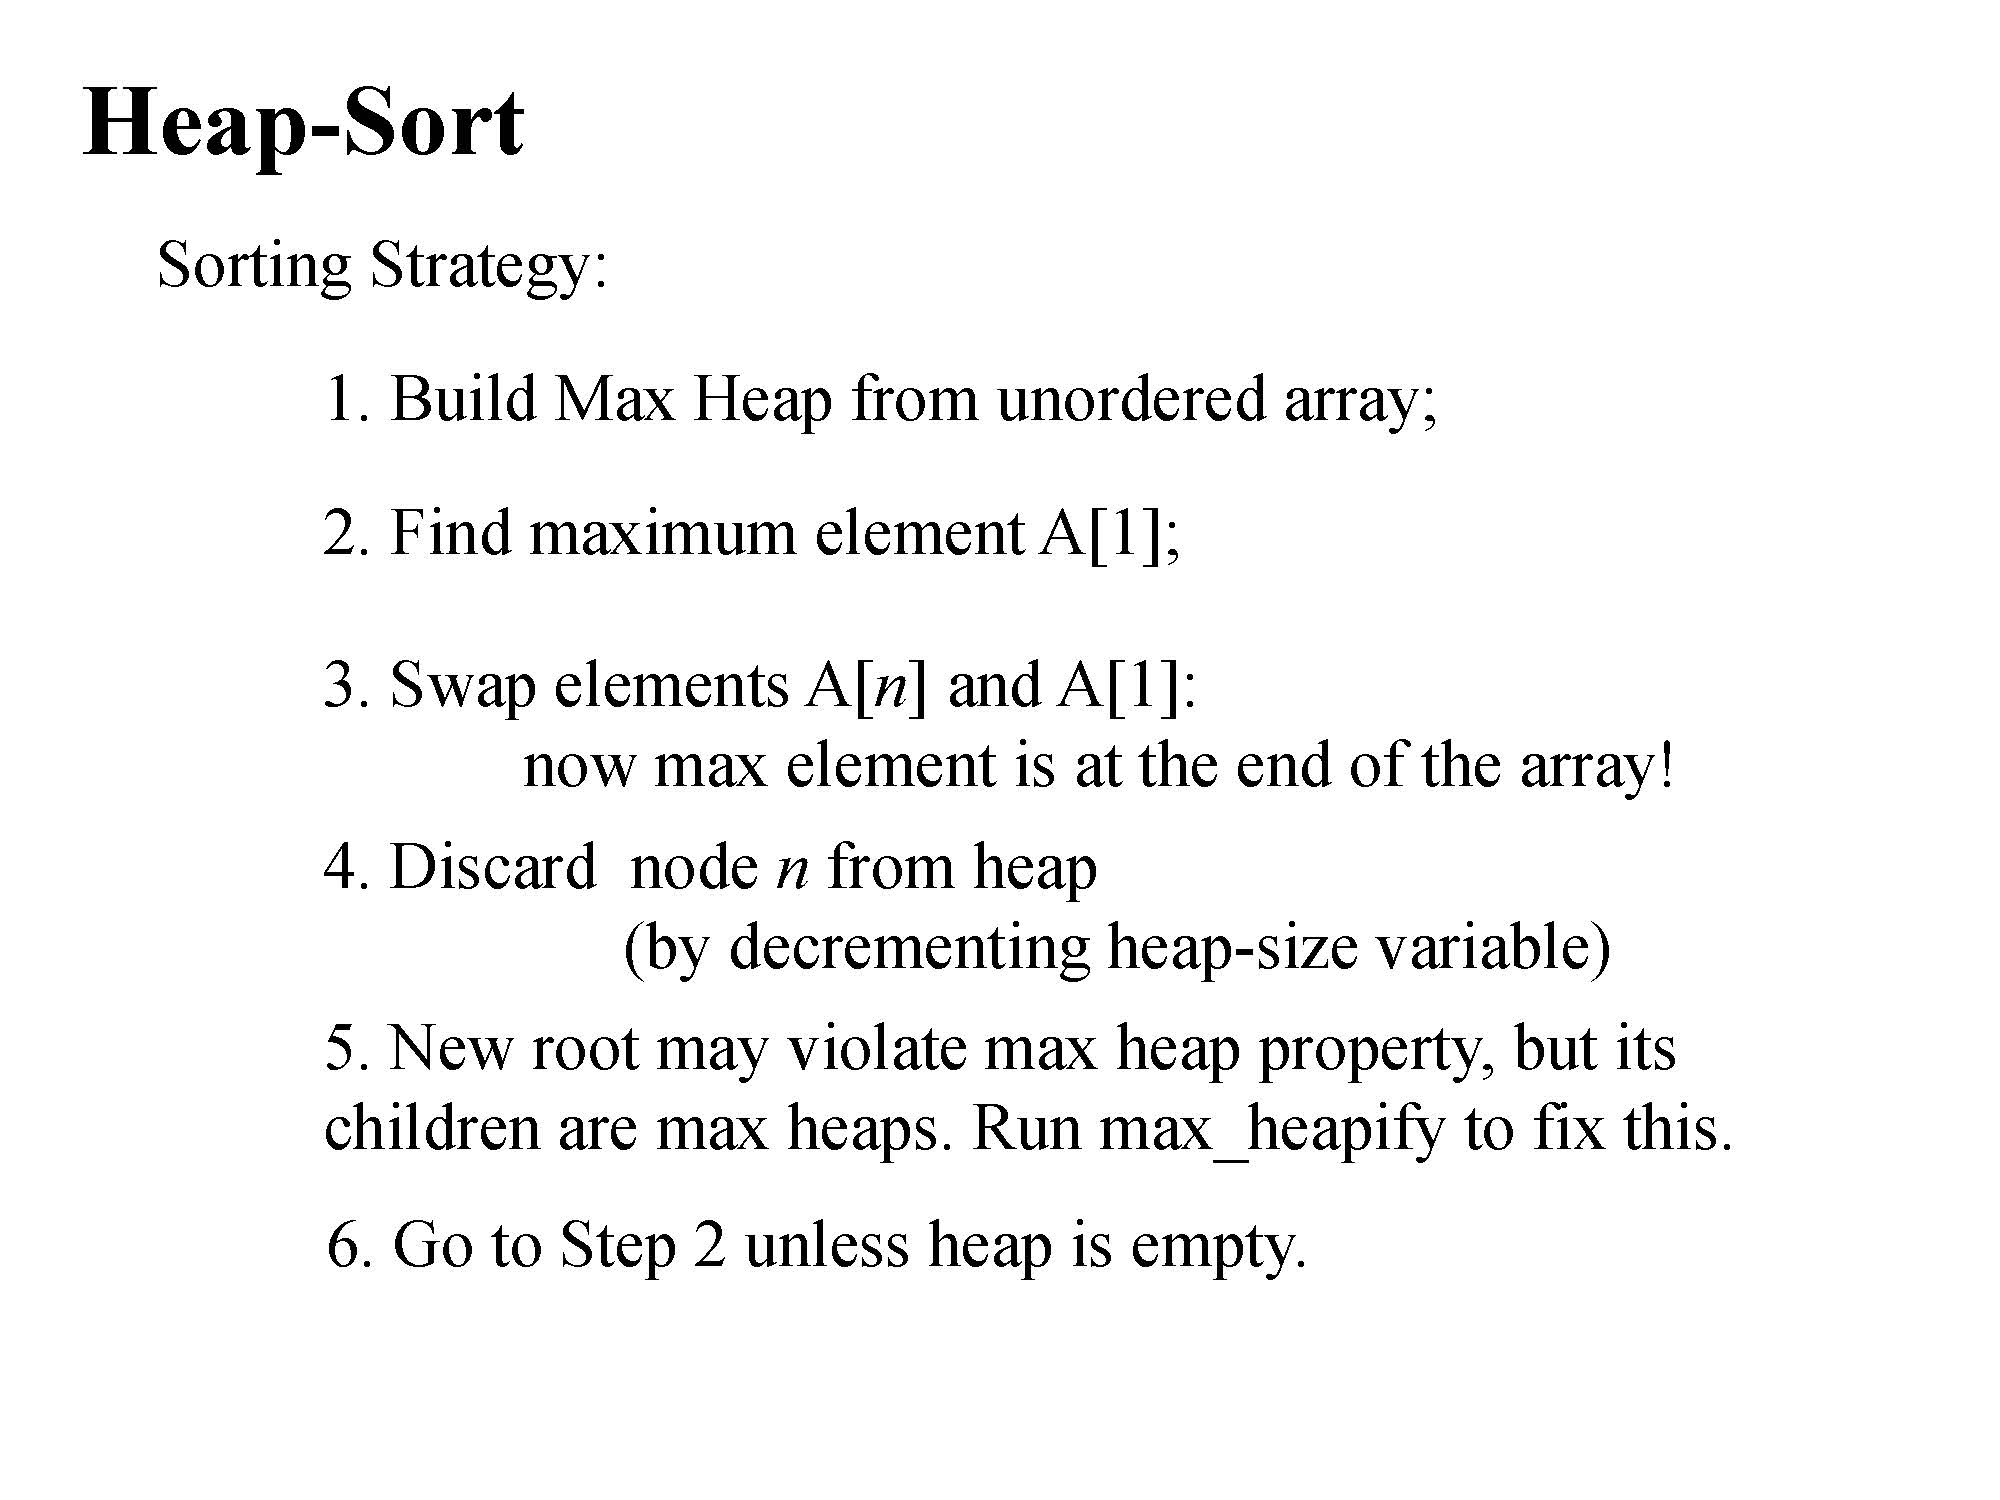 Heap-Sort
Sorting Strategy:
1. Build Max Heap from unordered array;
2. Find maximum element A[1];
3. Swap elements A[n] and A[1]:
now max element is at the end of the array!
4. Discard node n from heap
(by decrementing heap-size variable)
5. New root may violate max heap property, but its
children are max heaps. Run max_heapify to fix this.
6. Go to Step 2 unless heap is empty.